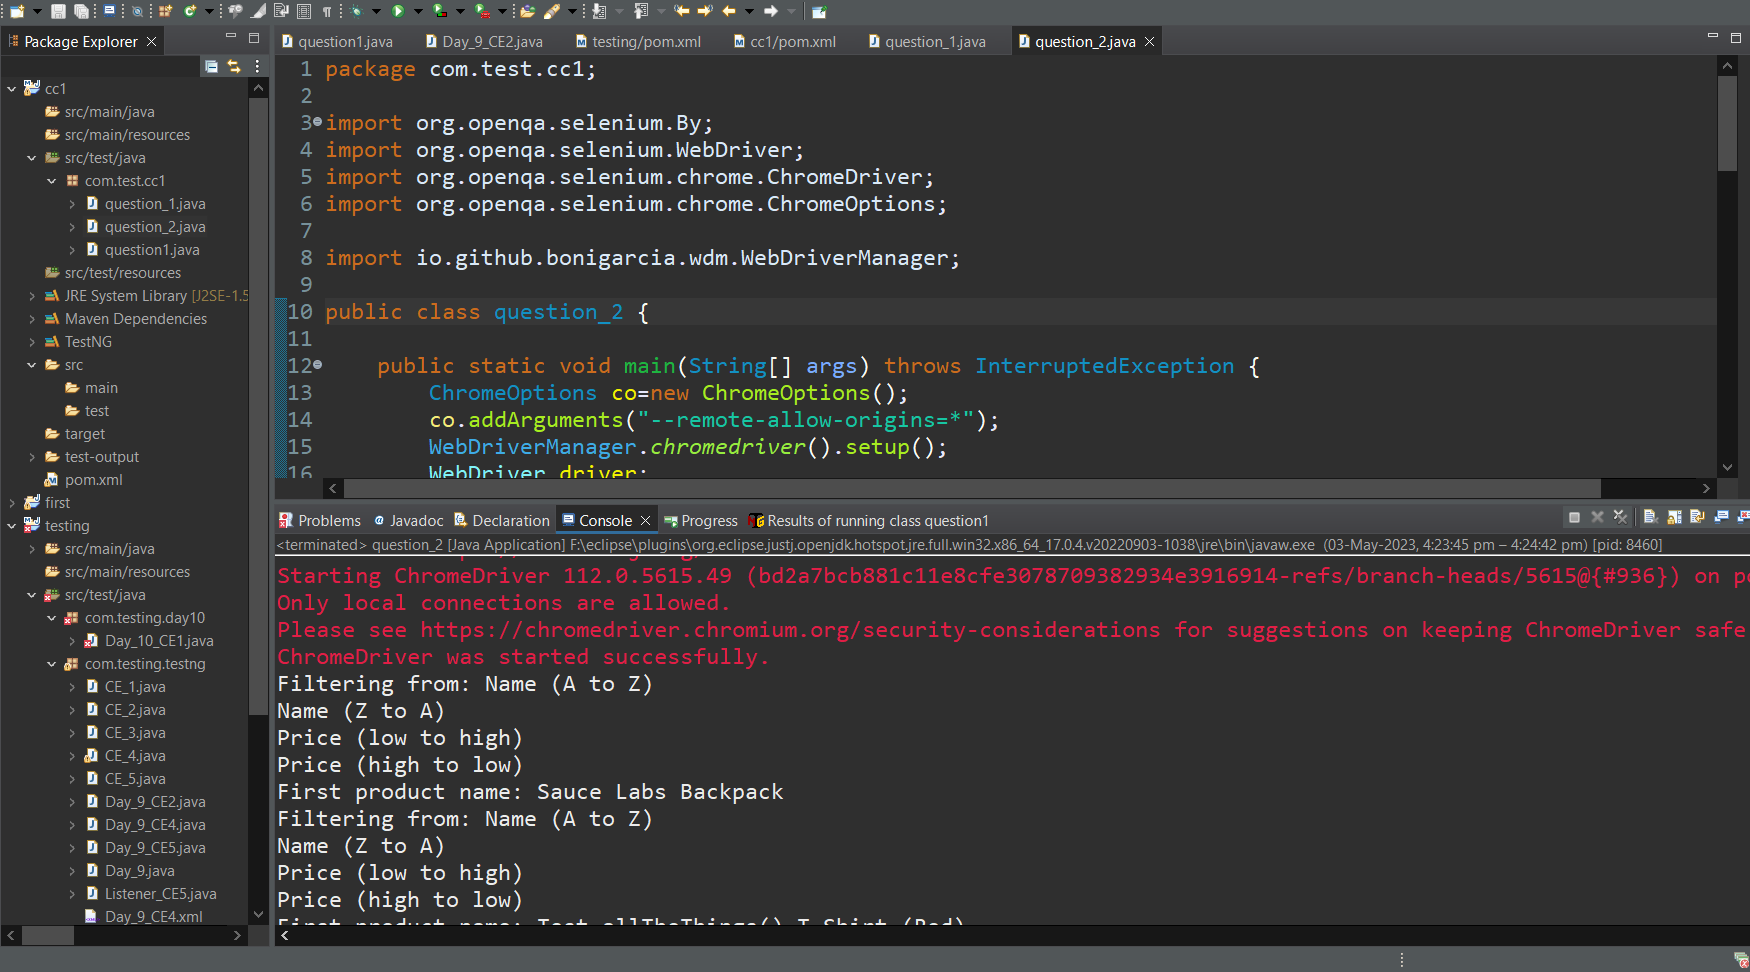 Package Explorer
question1.java
Day_9_CE2.java
testing/pom.xml
cc1/pom.xml
question_1.java
question_2.java
cc1
src/main/java
src/main/resources
src/test/java
com.test.cc1
question_1.java
question_2.java
question1.java
src/test/resources
JRE System Library [J2SE-1.5
Maven Dependencies
TestNG
src
main
test
target
test-output
pom.xml
first
testing
src/main/java
src/main/resources
src/test/java
com.testing.day10
Day_10_CE1.java
com.testing.testng
CE_1.java
CE_2.java
CE_3.java
CE_4.java
CE_5.java
Day_9_CE2.java
Day_9_CE4.java
Day_9_CE5.java
Day_9.java
Listener_CE5.java
Day_9_CE4.xml
1 package com.test.cc1;
2
3 import org.openqa.selenium.By;
4 import org.openqa.selenium.WebDriver;
5 import org.openqa.selenium.chrome.ChromeDriver;
6 import org.openqa.selenium.chrome.ChromeOptions;
7
8 import io.github.bonigarcia.wdm.WebDriverManager;
9
10 public class question_2 {
11
12 public static void main(String[] args) throws InterruptedException {
13 ChromeOptions co=new ChromeOptions();
14 co.addArguments("--remote-allow-origins=*");
15 WebDriverManager.chromedriver().setup();
16 WebDriver driver;
Problems
Javadoc
Declaration
Console
Progress
Results of running class question1
<terminated> question_2 [Java Application] F:\eclipse\plugins\org.eclipse.justj.openjdk.hotspot.jre.full.win32.x86_64_17.0.4.v20220903-1038\jre\bin\javaw.exe (03-May-2023, 4:23:45 pm – 4:24:42 pm) [pid: 8460]
Starting ChromeDriver 112.0.5615.49 (bd2a7bcb881c11e8cfe3078709382934e3916914-refs/branch-heads/5615@{#936}) on po
Only local connections are allowed.
Please see https://chromedriver.chromium.org/security-considerations for suggestions on keeping ChromeDriver safe
ChromeDriver was started successfully.
Filtering from: Name (A to Z)
Name (Z to A)
Price (low to high)
Price (high to low)
First product name: Sauce Labs Backpack
Filtering from: Name (A to Z)
Name (Z to A)
Price (low to high)
Price (high to low)
First product name: Test.allTheThings() T-Shirt (Red)